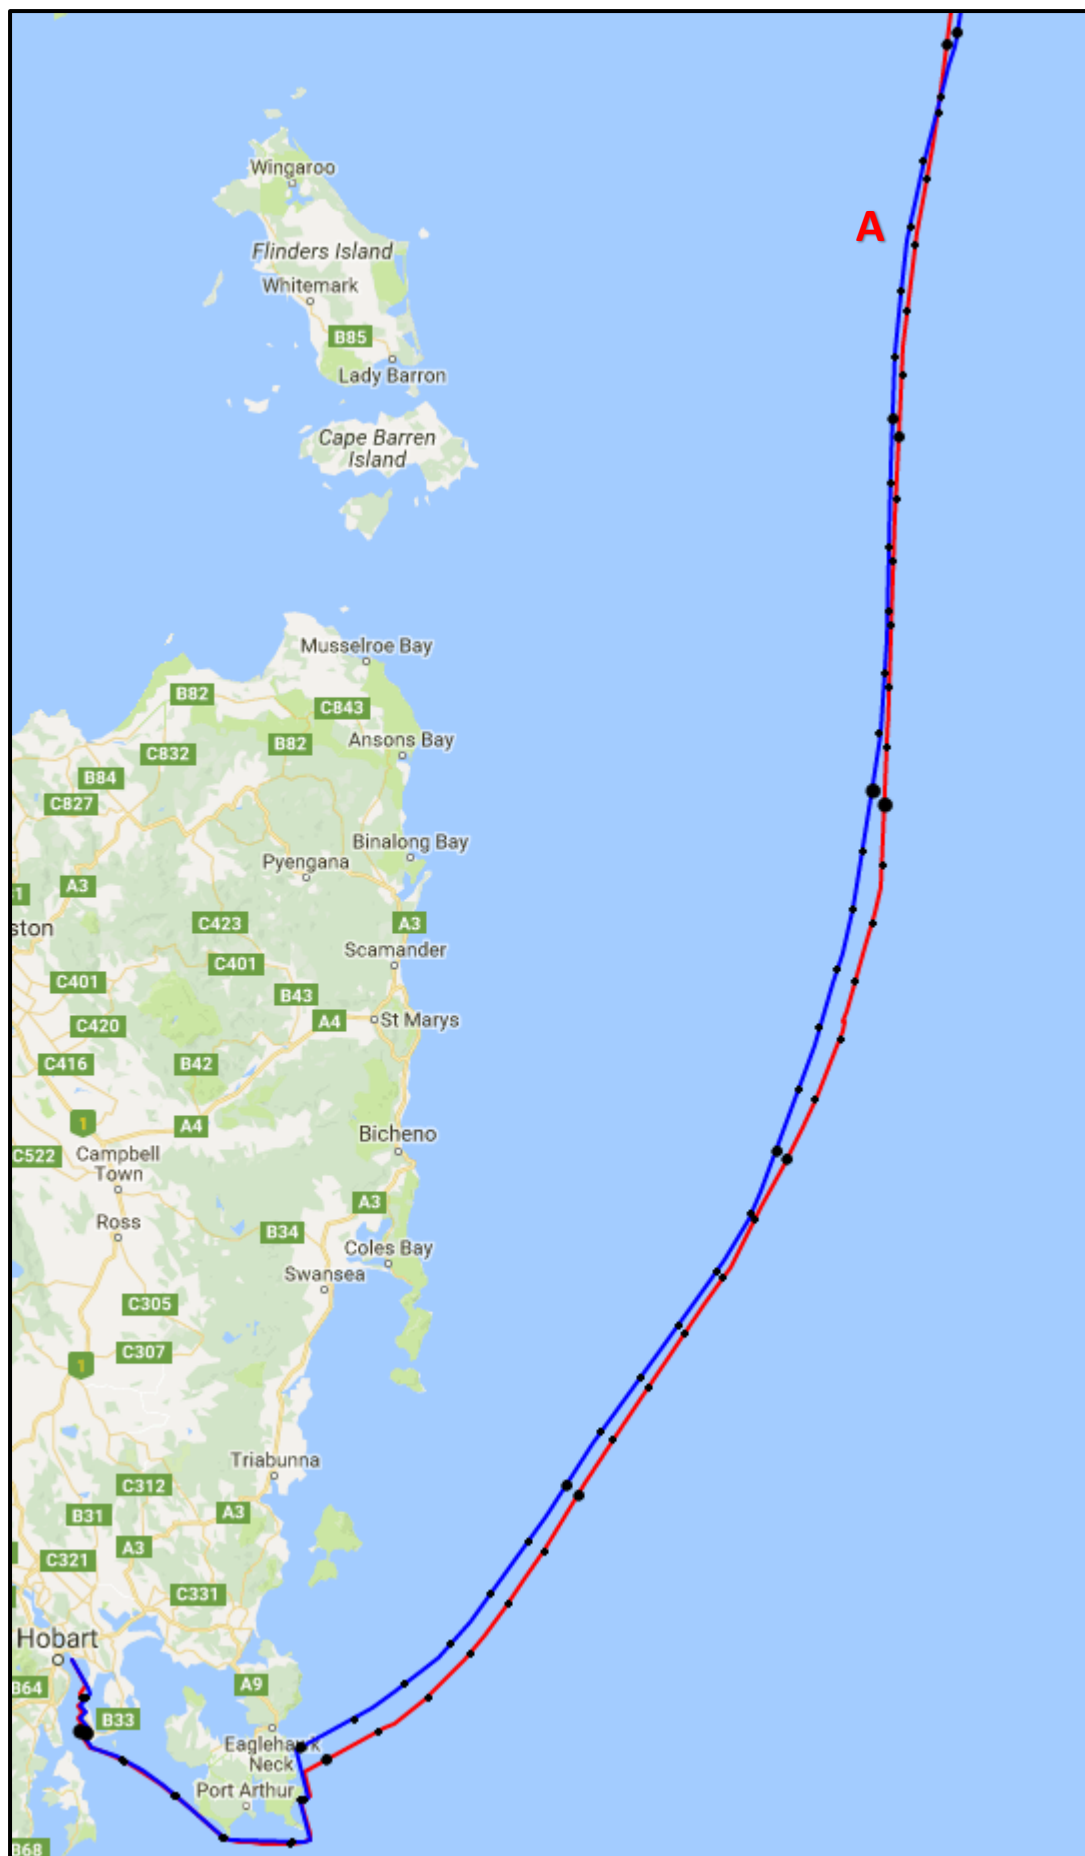 Wingaroo
A
Flinders Island
Whitemark
B85
Lady Barron
Cape Barren
Island
Musselroe Bay
B82
C843
Ansons Bay
B82
C832
B84
C827
Binalong Bay
Pyengana
A3
1
ston
C423
A3
Scamander
C401
C401
B43
A4
St Marys
C420
C416
B42
1
A4
Bicheno
C522
Campbell
Town
A3
Ross
B34
Coles Bay
Swansea
C305
C307
1
Triabunna
C312
A3
B31
A3
C321
C331
Hobart
B64
A9
B33
Eaglehawk
Neck
Port Arthur
B68